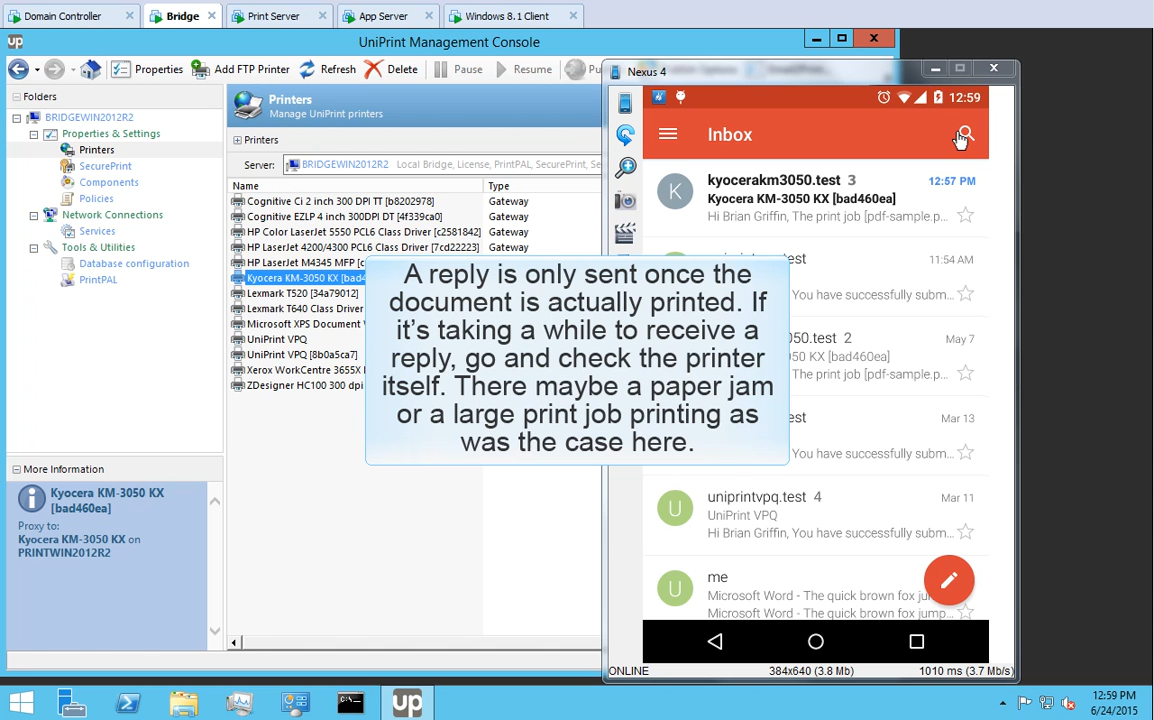 Domain Controller
Bridge
Print Server
App Server
Windows 8.1 Client
UniPrint Management Console
Properties
Add FTP Printer
Refresh
Delete
Pause
Resume
Folders
BRIDGEWIN2012R2
Properties & Settings
Printers
SecurePrint
Components
Policies
Network Connections
Services
Tools & Utilities
Database configuration
PrintPAL
More Information
Kyocera KM-3050 KX
[bad460ea]
Proxy to:
Kyocera KM-3050 KX on
PRINTWIN2012R2
Printers
Manage UniPrint printers
Printers
Server: BRIDGEWIN2012R2 Local Bridge, License, PrintPAL, SecurePrint, Se
Name Type
Cognitive Ci 2 inch 300 DPI TT [b8202978] Gateway
Cognitive EZLP 4 inch 300DPI DT [4f339ca0] Gateway
HP Color LaserJet 5550 PCL6 Class Driver [c2581842] Gateway
HP LaserJet 4200/4300 PCL6 Class Driver [7cd22223] Gateway
HP LaserJet M4345 MFP [c
Kyocera KM-3050 KX [bad4
Lexmark T520 [34a79012]
Lexmark T640 Class Driver
Microsoft XPS Document
UniPrint VPQ
UniPrint VPQ [8b0a5ca7]
Xerox WorkCentre 3655X
ZDesigner HC100 300 dpi
A reply is only sent once the
document is actually printed. If
it's taking a while to receive a
reply, go and check the printer
itself. There maybe a paper jam
or a large print job printing as
was the case here.
Nexus 4
12:59
Inbox
K
kyocerakm3050.test 3 12:57 PM
Kyocera KM-3050 KX [bad460ea]
Hi Brian Griffin, The print job [pdf-sample.p...
11:54 AM
You have successfully subm...
50.test 2 May 7
50 KX [bad460ea]
The print job [pdf-sample.p...
Mar 13
You have successfully subm...
U
uniprintvpq.test 4 Mar 11
UniPrint VPQ
Hi Brian Griffin, You have successfully subm...
U
me
Microsoft Word - The quick brown fox jum
Microsoft Word - The quick brown fox jump...
ONLINE 384x640 (3.8 Mb) 1010 ms (3.7 Mb/s)
up
12:59 PM
6/24/2015